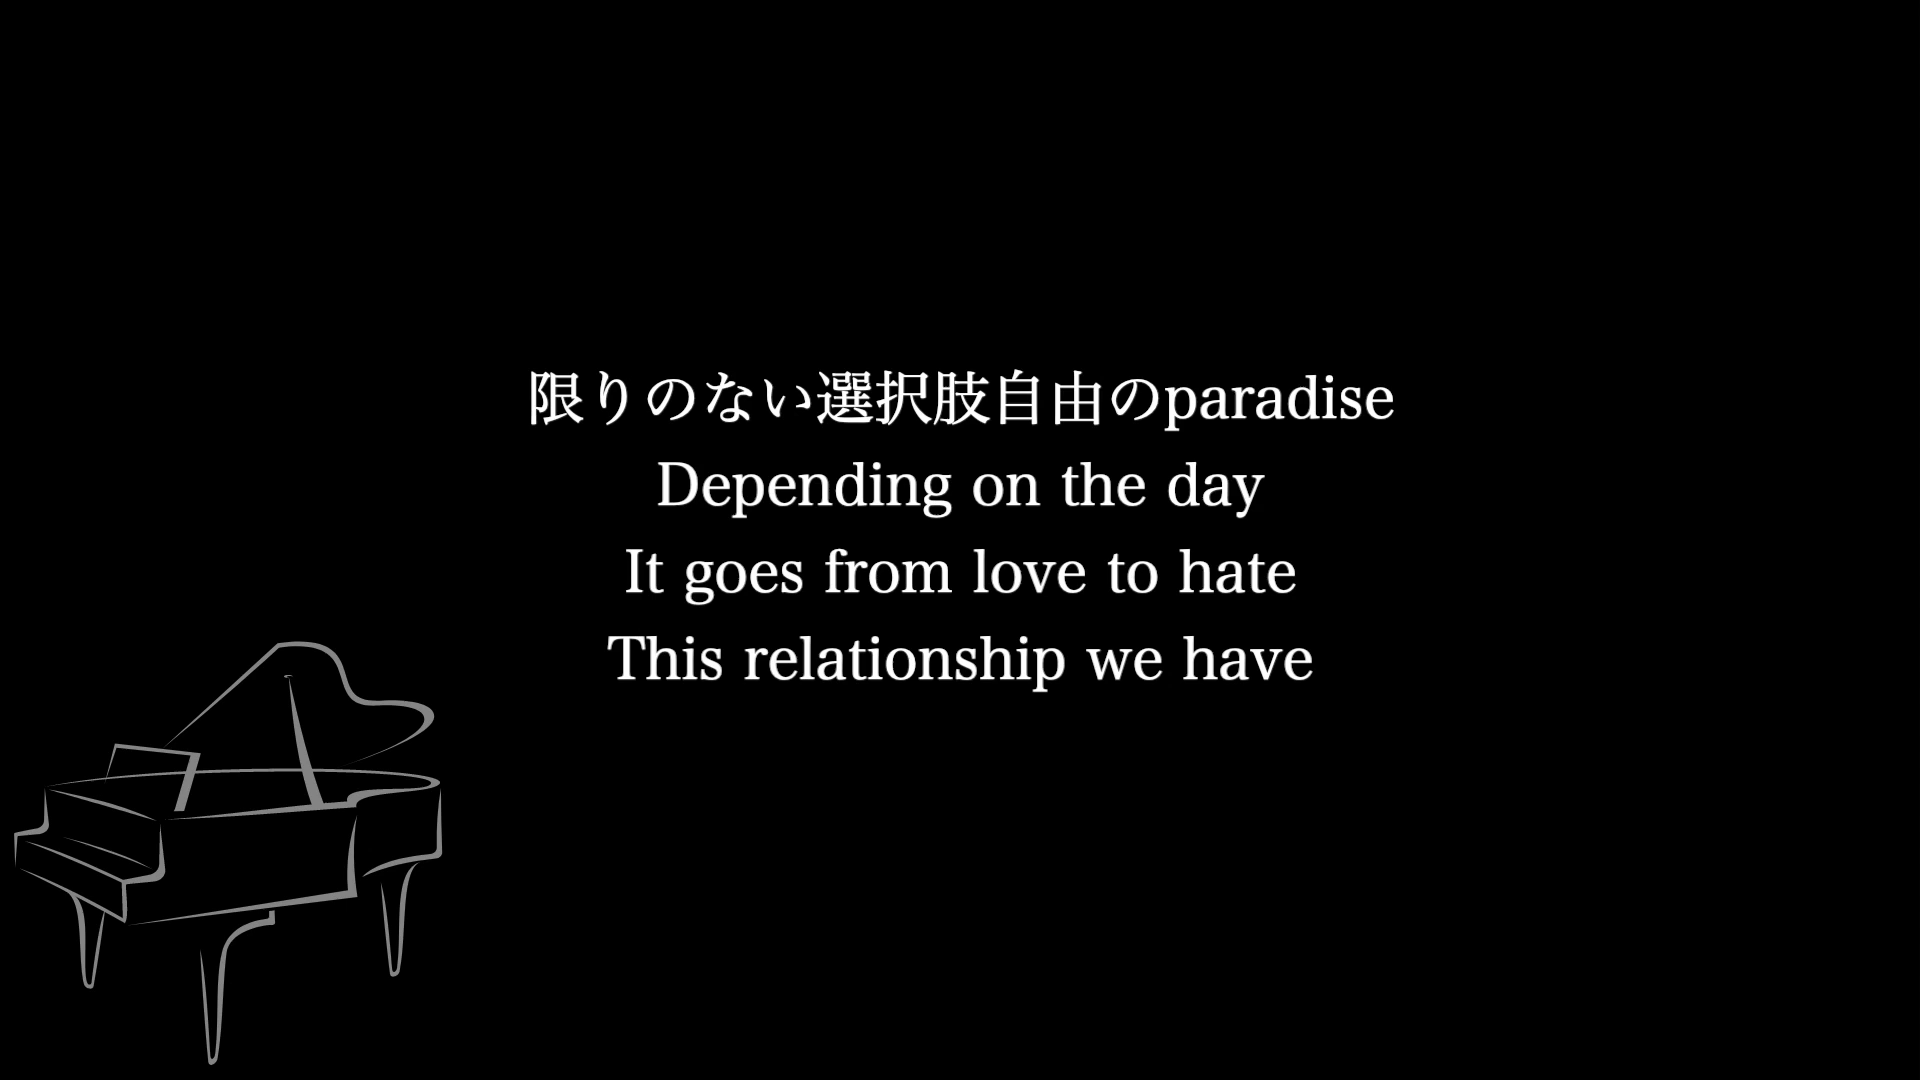 限りのない選択肢自由のparadise
Depending on the day
It goes from love to hate
This relationship we have